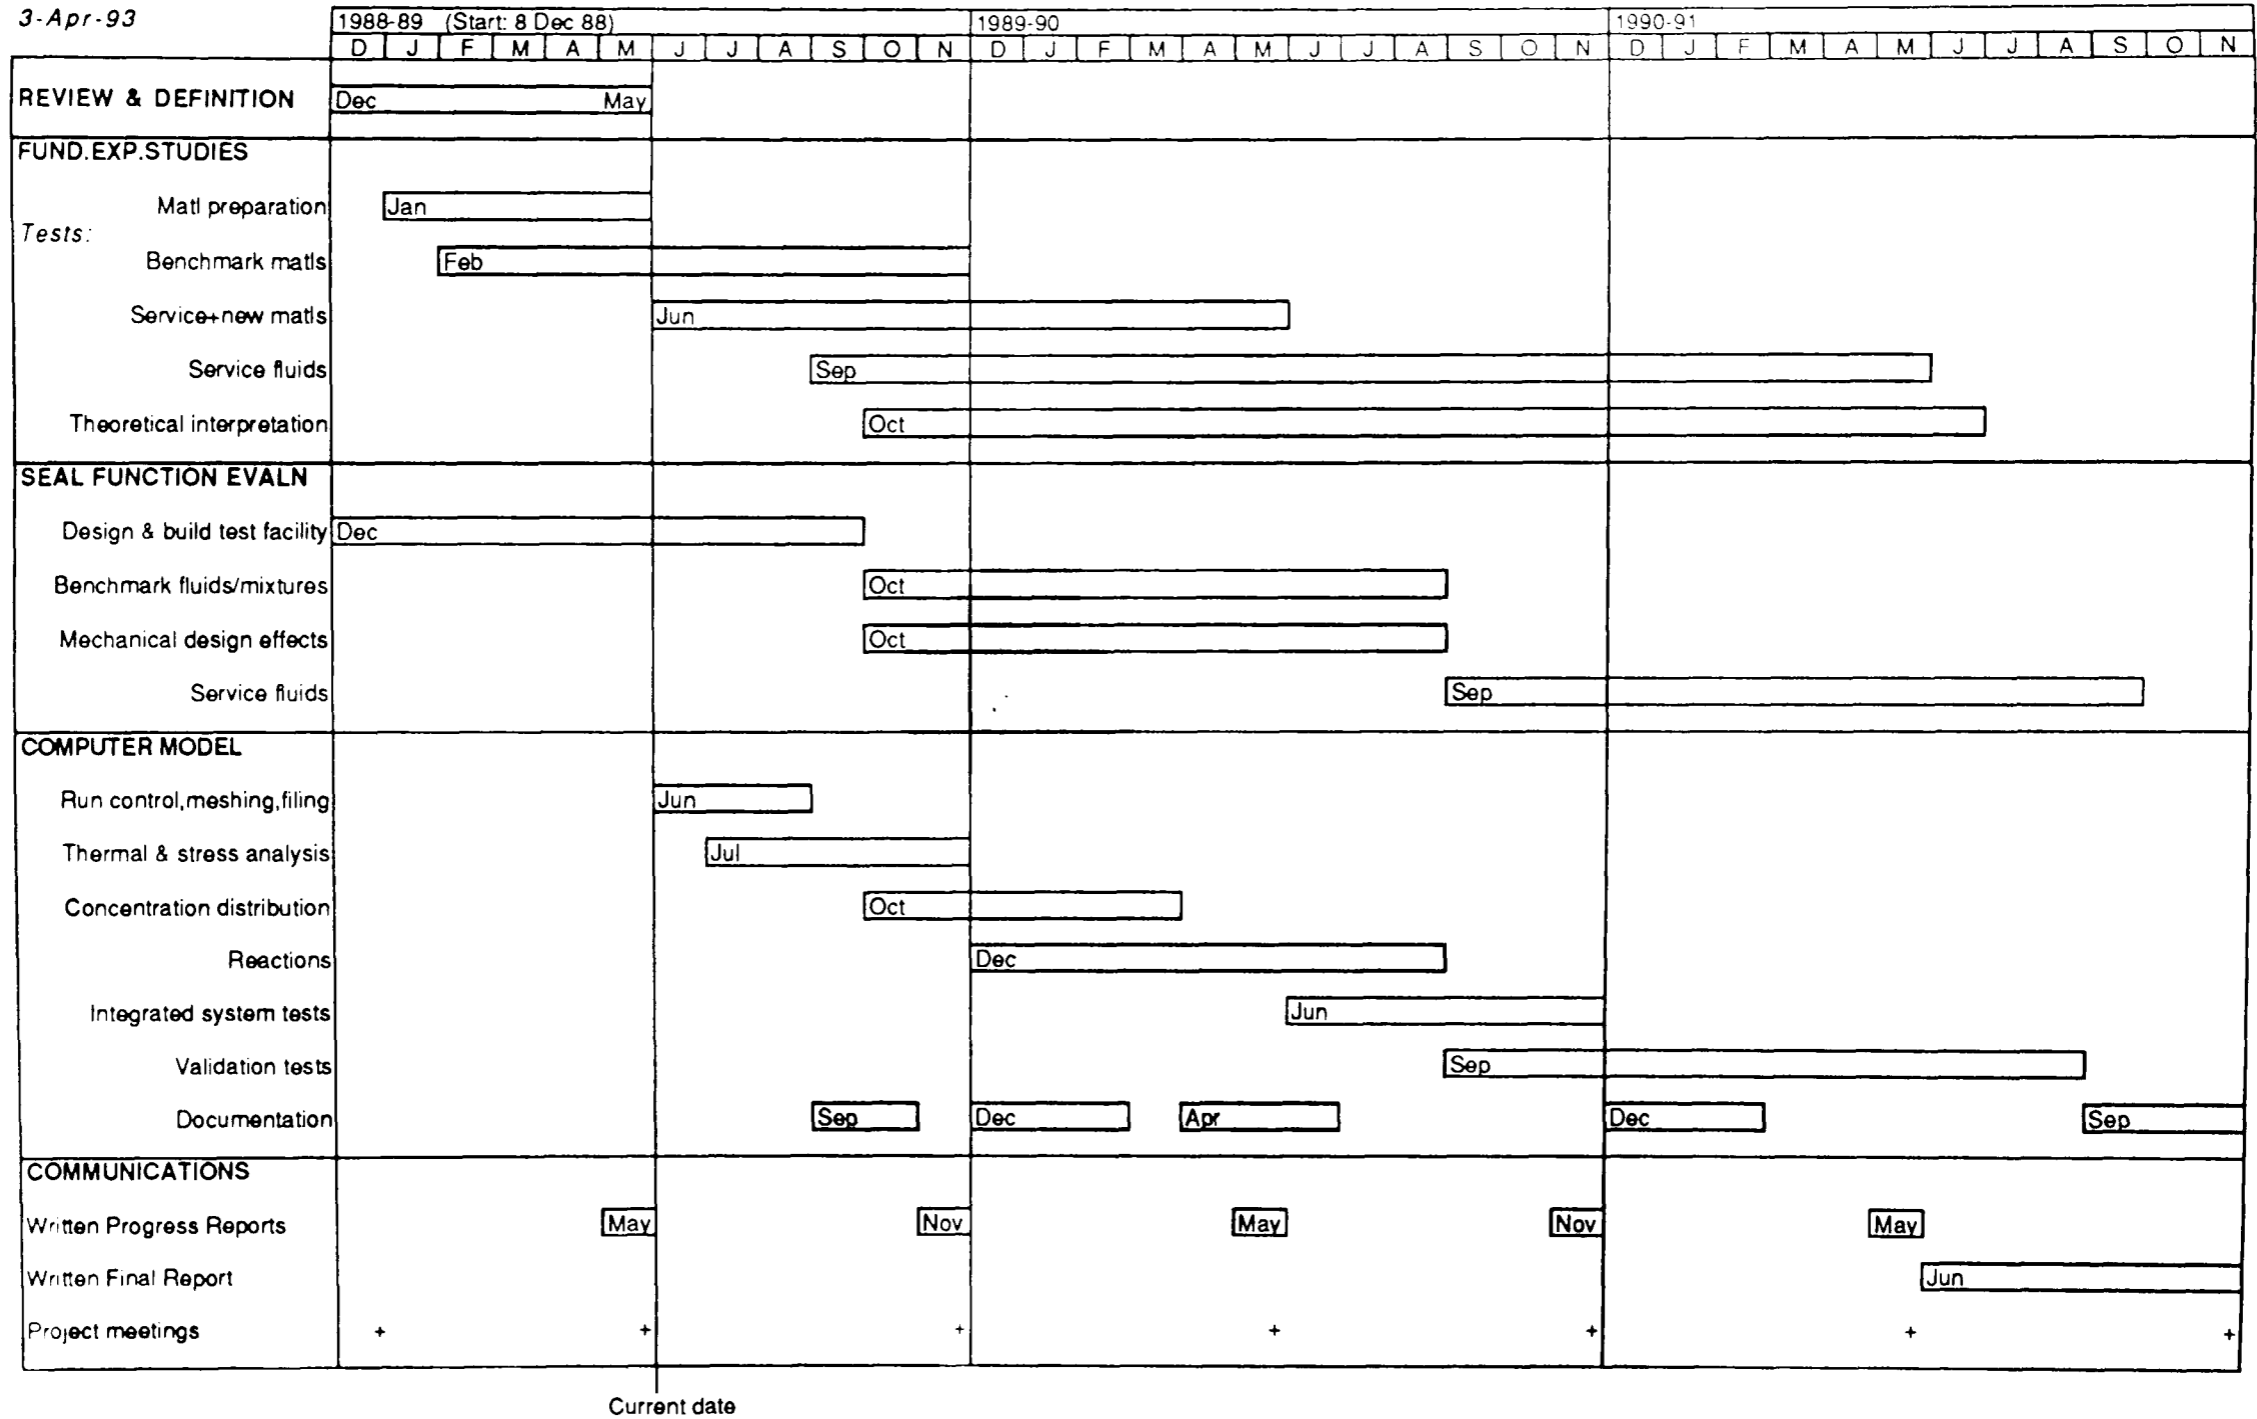 3-Apr-93
1988-89 (Start: 8 Dec 88) 1989-90 1990-91
D J F M A M J J A S O N D J F M A M J J A S O N D J F M A M J J A S O N
REVIEW & DEFINITION Dec May
FUND.EXP.STUDIES
Matl preparation Jan
Tests:
Benchmark matls Feb
Service+new matls Jun
Service fluids Sep
Theoretical interpretation Oct
SEAL FUNCTION EVALN
Design & build test facility Dec
Benchmark fluids/mixtures Oct
Mechanical design effects Oct
Service fluids Sep
COMPUTER MODEL
Run control,meshing,filing Jun
Thermal & stress analysis Jul
Concentration distribution Oct
Reactions Dec
Integrated system tests Jun
Validation tests Sep
Documentation Sep Dec Apr Dec Sep
COMMUNICATIONS
Written Progress Reports May Nov May Nov May
Written Final Report Jun
Project meetings + + + + + + +
Current date